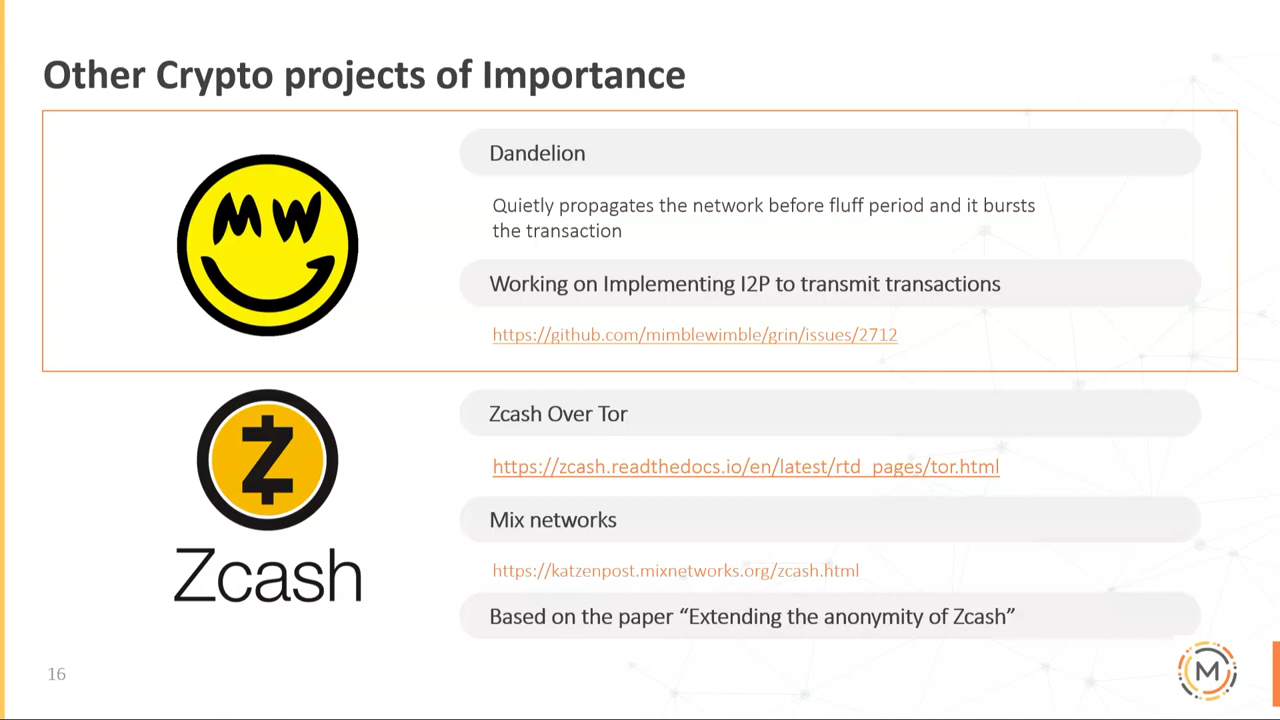 Other Crypto projects of Importance
MW
Dandelion
Quietly propagates the network before fluff period and it bursts
the transaction
Working on Implementing I2P to transmit transactions
https://github.com/mimblewimble/grin/issues/2712
Z
Zcash
Zcash Over Tor
https://zcash.readthedocs.io/en/latest/rtd_pages/tor.html
Mix networks
https://katzenpost.mixnetworks.org/zcash.html
Based on the paper “Extending the anonymity of Zcash”
16
M